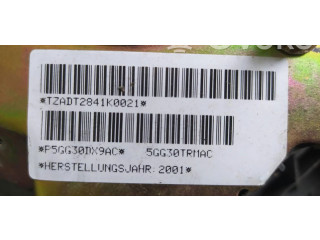 *TZADT2841K0021*
*P5GG30DX9AC* 5GG30TRMAC
*HERSTELLUNGSJAHR 2001*